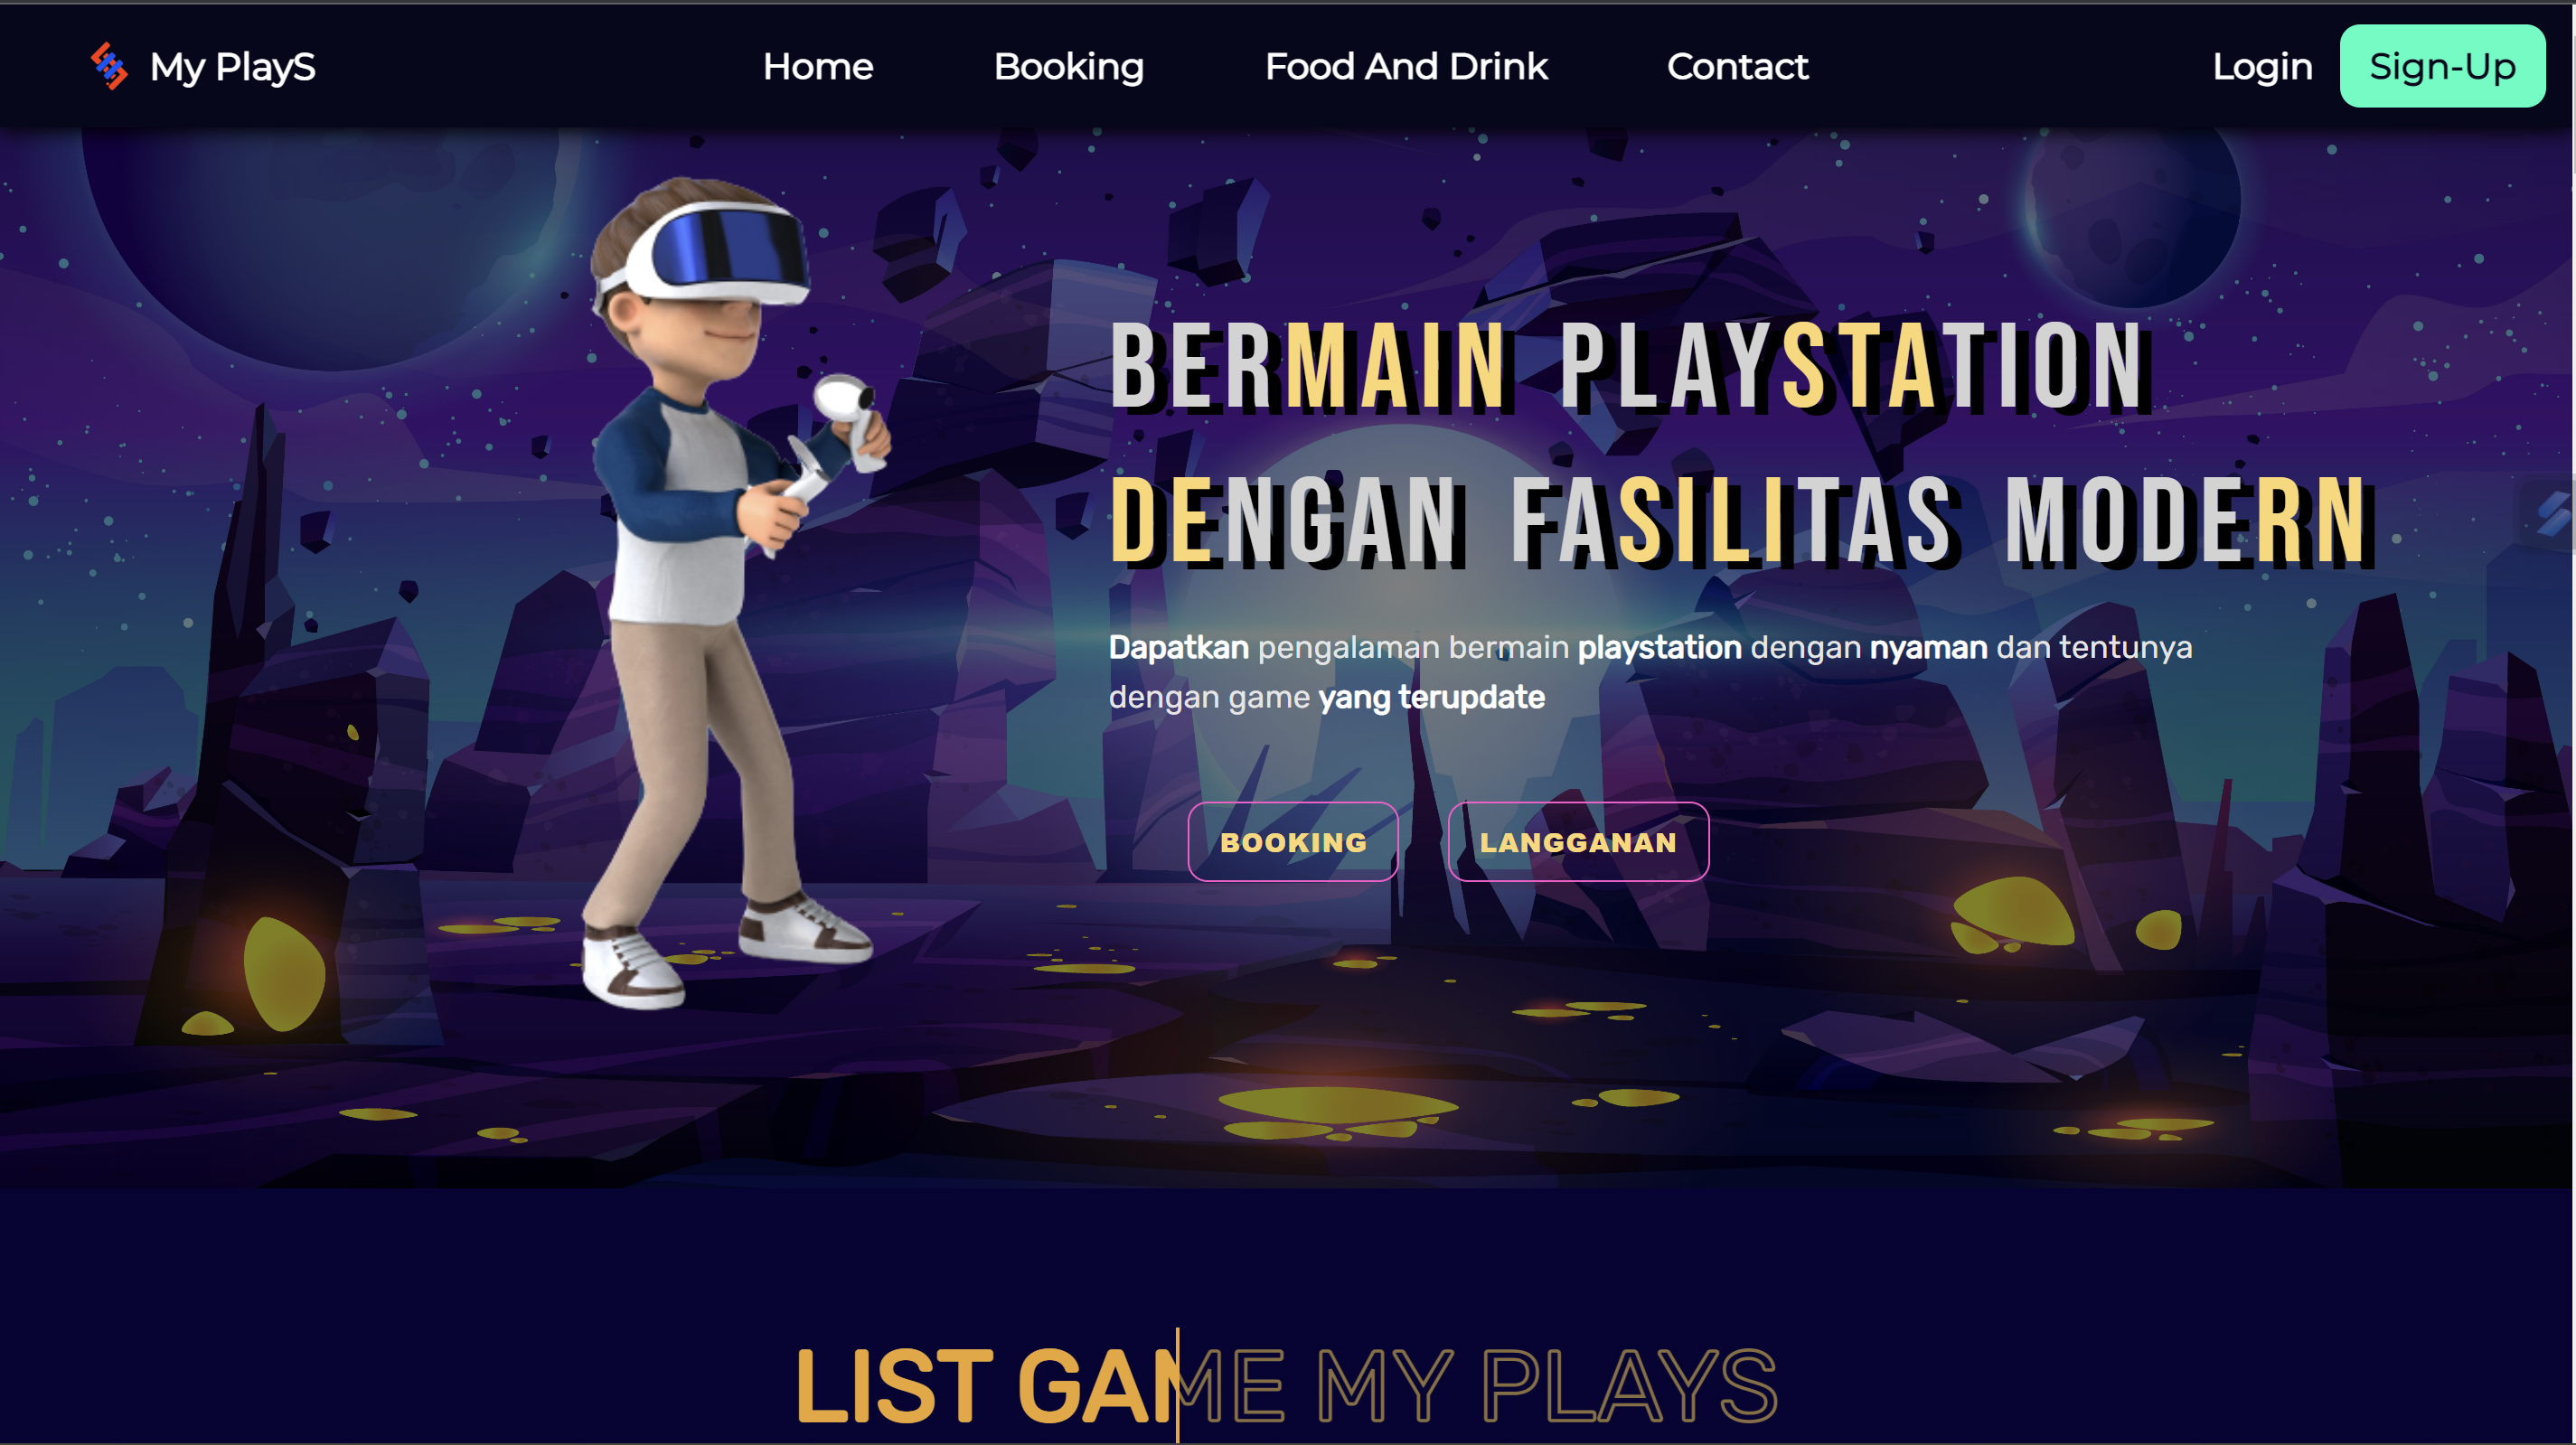 My PlayS
Home Booking Food And Drink Contact
Login Sign-Up
BERMAIN PLAYSTATION
DENGAN FASILITAS MODERN
Dapatkan pengalaman bermain playstation dengan nyaman dan tentunya
dengan game yang terupdate
BOOKING LANGGANAN
LIST GAME MY PLAYS